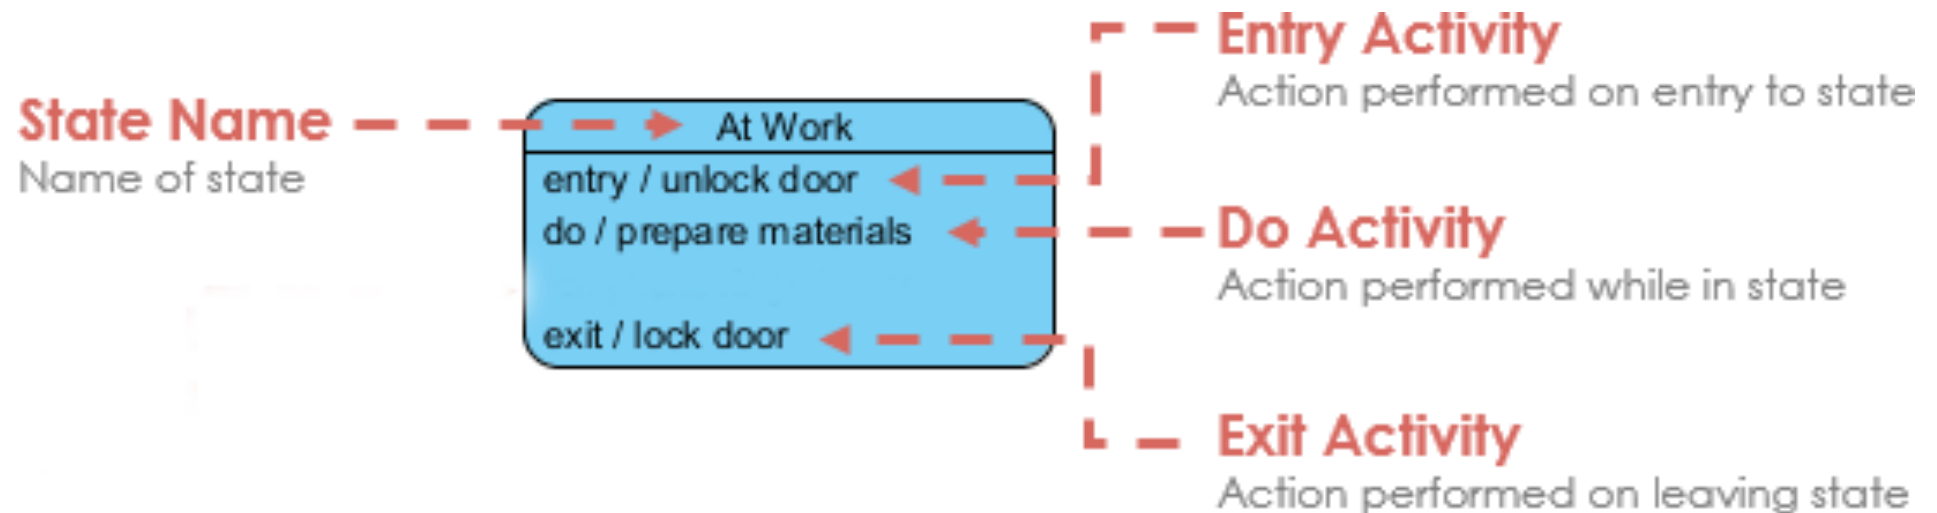 State Name
Name of state
At Work
entry / unlock door
do / prepare materials
exit / lock door
Entry Activity
Action performed on entry to state
Do Activity
Action performed while in state
Exit Activity
Action performed on leaving state